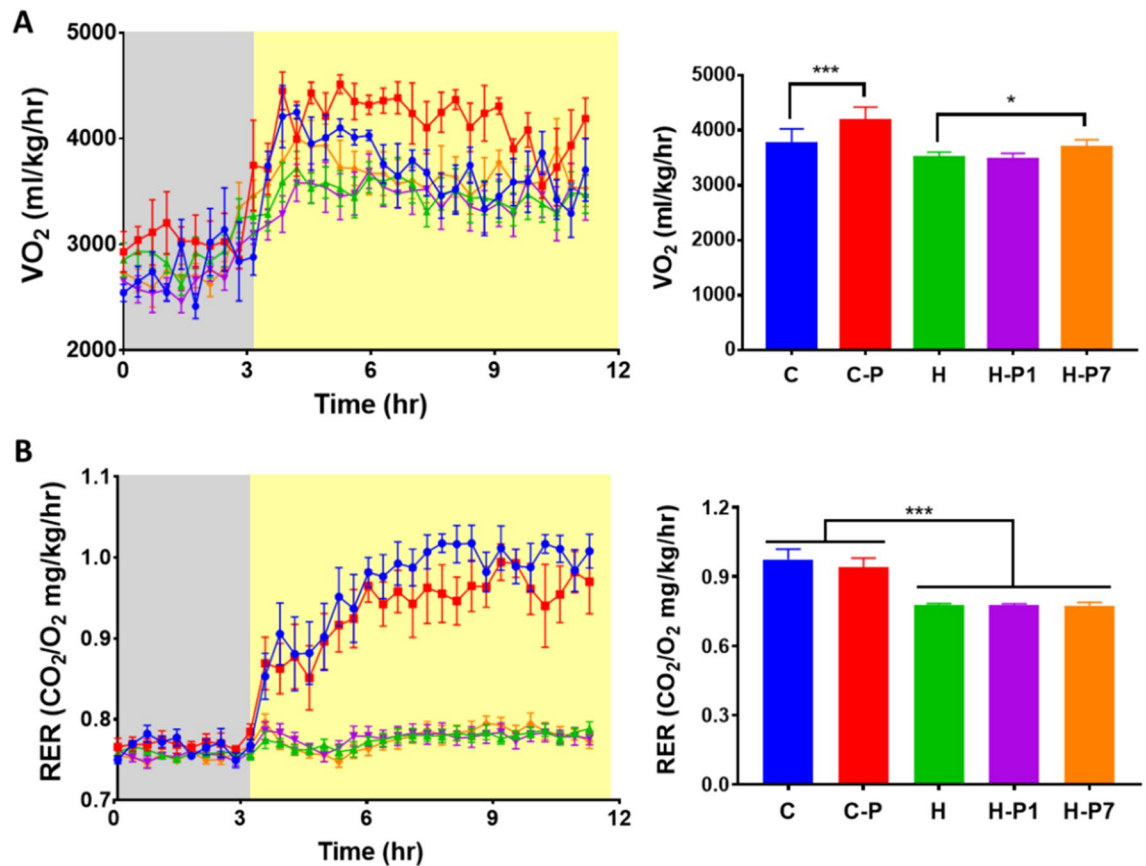 A
VO₂ (ml/kg/hr)
5000
4000
3000
2000
0 3 6 9 12
Time (hr)
VO₂ (ml/kg/hr)
5000
4000
3000
2000
1000
0
***
*
C C-P H H-P1 H-P7
B
RER (CO₂/O₂ mg/kg/hr)
1.1
1.0
0.9
0.8
0.7
0 3 6 9 12
Time (hr)
RER (CO₂/O₂ mg/kg/hr)
1.2
0.9
0.6
0.3
0.0
***
C C-P H H-P1 H-P7